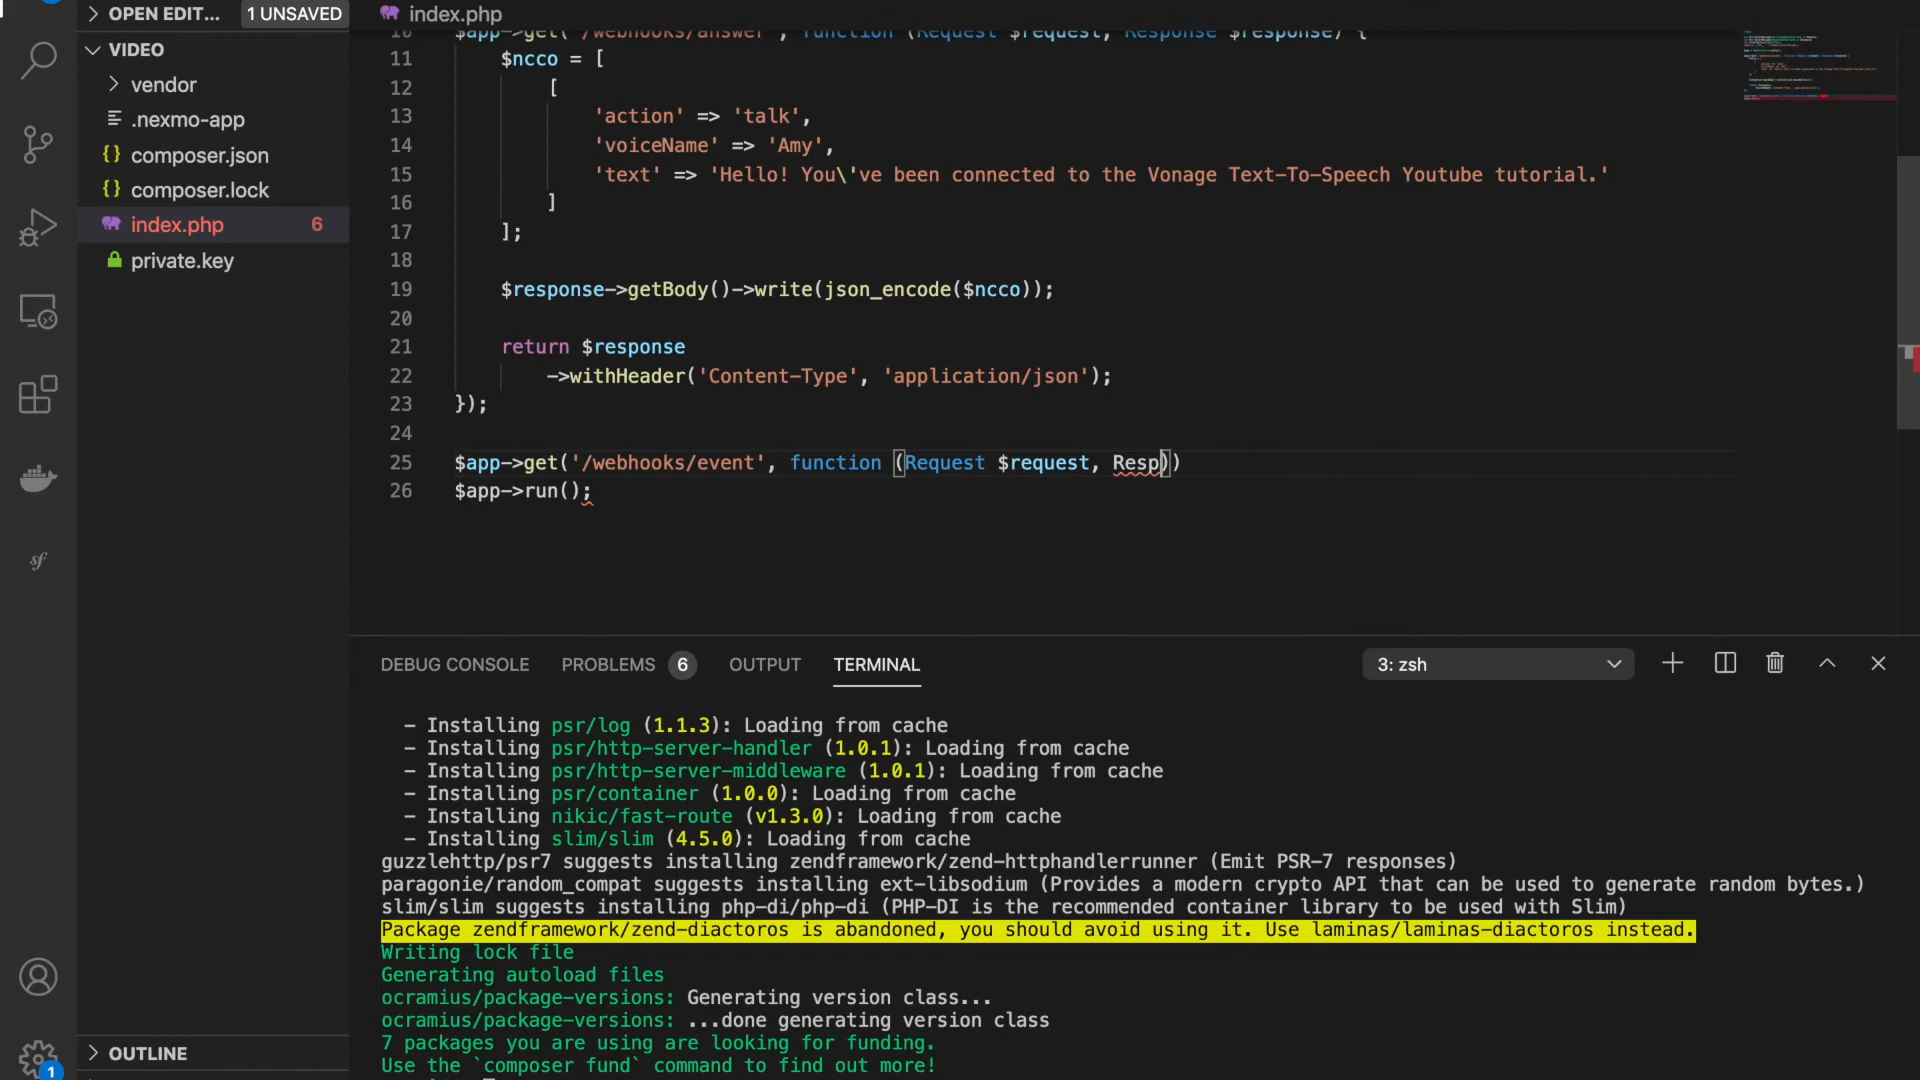 OPEN EDIT... 1 UNSAVED
VIDEO
vendor
.nexmo-app
{} composer.json
{} composer.lock
index.php 6
private.key
OUTLINE
1
sf
index.php
10 $app->get('/webhooks/answer', function (Request $request, Response $response) {
11 $ncco = [
12 [
13 'action' => 'talk',
14 'voiceName' => 'Amy',
15 'text' => 'Hello! You\'ve been connected to the Vonage Text-To-Speech Youtube tutorial.'
16 ]
17 ];
18
19 $response->getBody()->write(json_encode($ncco));
20
21 return $response
22 ->withHeader('Content-Type', 'application/json');
23 });
24
25 $app->get('/webhooks/event', function (Request $request, Resp))
26 $app->run();
DEBUG CONSOLE PROBLEMS 6 OUTPUT TERMINAL 3: zsh
- Installing psr/log (1.1.3): Loading from cache
- Installing psr/http-server-handler (1.0.1): Loading from cache
- Installing psr/http-server-middleware (1.0.1): Loading from cache
- Installing psr/container (1.0.0): Loading from cache
- Installing nikic/fast-route (v1.3.0): Loading from cache
- Installing slim/slim (4.5.0): Loading from cache
guzzlehttp/psr7 suggests installing zendframework/zend-httphandlerrunner (Emit PSR-7 responses)
paragonie/random_compat suggests installing ext-libsodium (Provides a modern crypto API that can be used to generate random bytes.)
slim/slim suggests installing php-di/php-di (PHP-DI is the recommended container library to be used with Slim)
Package zendframework/zend-diactoros is abandoned, you should avoid using it. Use laminas/laminas-diactoros instead.
Writing lock file
Generating autoload files
ocramius/package-versions: Generating version class...
ocramius/package-versions: ...done generating version class
7 packages you are using are looking for funding.
Use the `composer fund` command to find out more!